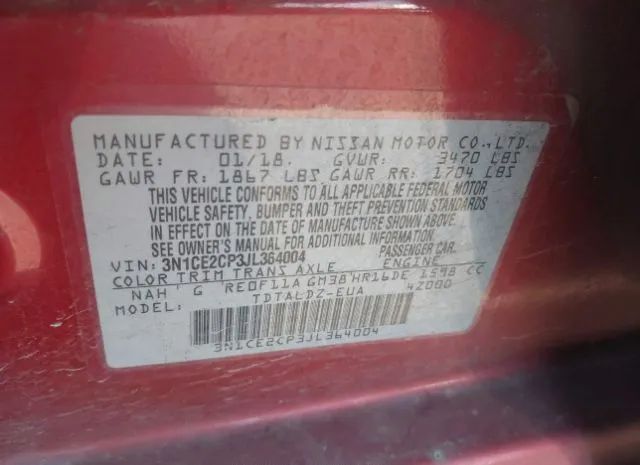 MANUFACTURED BY NISSAN MOTOR CO.,LTD.
DATE: 01/18. GVWR: 3470 LBS
GAWR FR: 1867 LBS GAWR RR: 1704 LBS
THIS VEHICLE CONFORMS TO ALL APPLICABLE FEDERAL MOTOR
VEHICLE SAFETY, BUMPER AND THEFT PREVENTION STANDARDS
IN EFFECT ON THE DATE OF MANUFACTURE SHOWN ABOVE.
SEE OWNER'S MANUAL FOR ADDITIONAL INFORMATION.
VIN: 3N1CE2CP3JL364004 PASSENGER CAR.
COLOR TRIM TRANS AXLE ENGINE
NAH G RE0F11A GM38 HR16DE 1598 CC
MODEL: TDTALDZ-EUA 4Z000
3N1CE2CP3JL364004